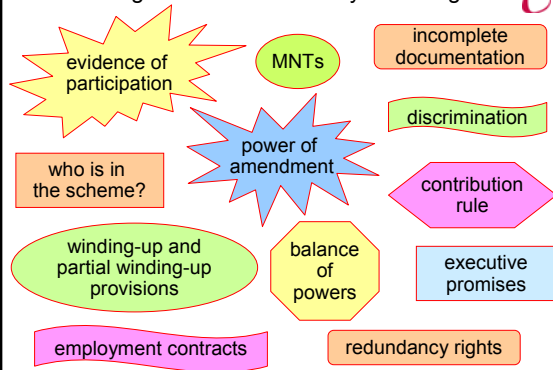 evidence of
participation
MNTs
incomplete
documentation
discrimination
power of
amendment
who is in
the scheme?
contribution
rule
winding-up and
partial winding-up
provisions
balance
of
powers
executive
promises
employment contracts
redundancy rights